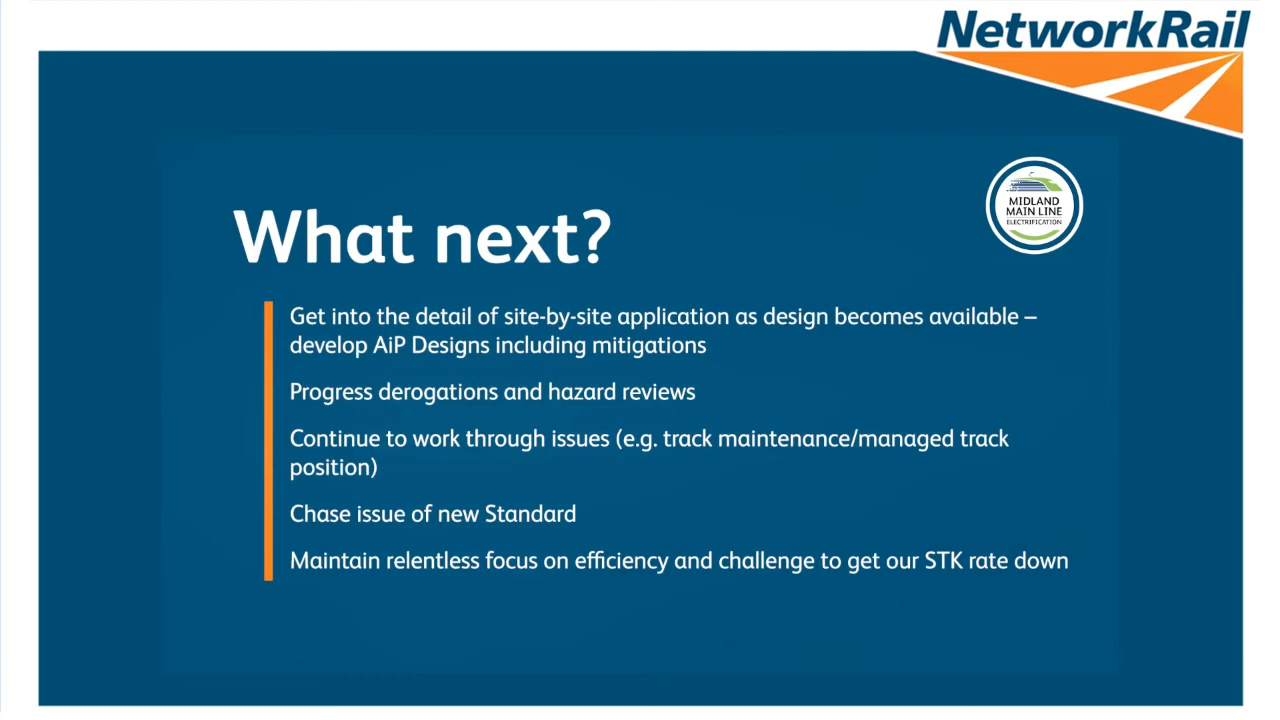 NetworkRail
MIDLAND
MAIN LINE
ELECTRIFICATION
What next?
Get into the detail of site-by-site application as design becomes available –
develop AiP Designs including mitigations
Progress derogations and hazard reviews
Continue to work through issues (e.g. track maintenance/managed track
position)
Chase issue of new Standard
Maintain relentless focus on efficiency and challenge to get our STK rate down